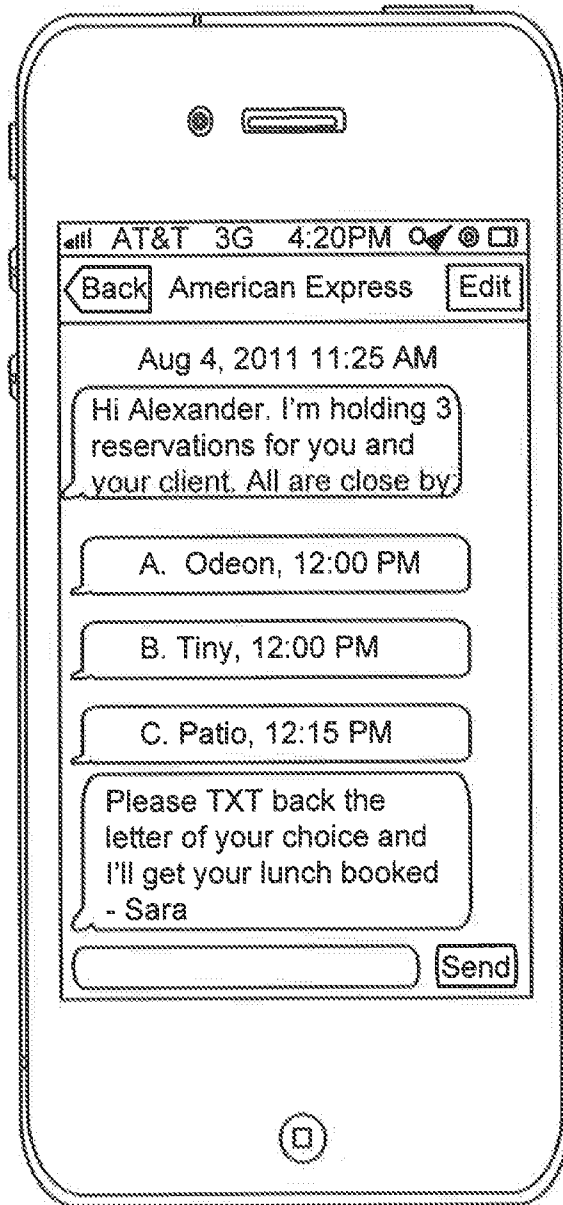 AT&T 3G 4:20PM
Back American Express Edit
Aug 4, 2011 11:25 AM
Hi Alexander. I'm holding 3
reservations for you and
your client. All are close by:
A. Odeon, 12:00 PM
B. Tiny, 12:00 PM
C. Patio, 12:15 PM
Please TXT back the
letter of your choice and
I'll get your lunch booked
- Sara
Send